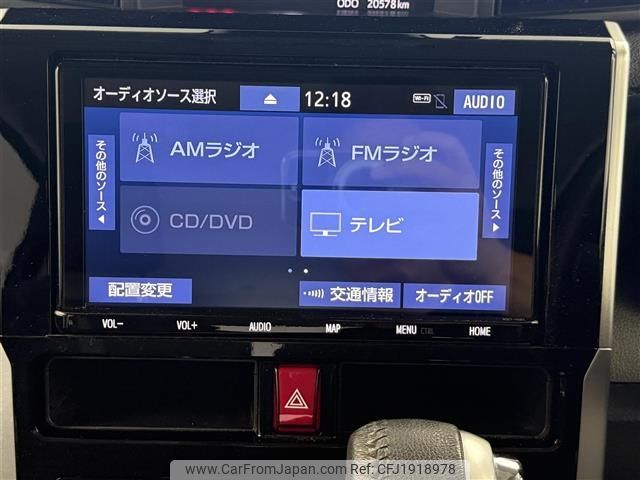 ODO 20578km
オーディオソース選択
12:18
Wi-Fi
AUDIO
その他のソース
AMラジオ
FMラジオ
その他のソース
CD/DVD
テレビ
配置変更
交通情報
オーディオOFF
VOL-
VOL+
AUDIO
MAP
MENU CTRL
HOME
www.CarFromJapan.com | Ref ID: CFJ1918978